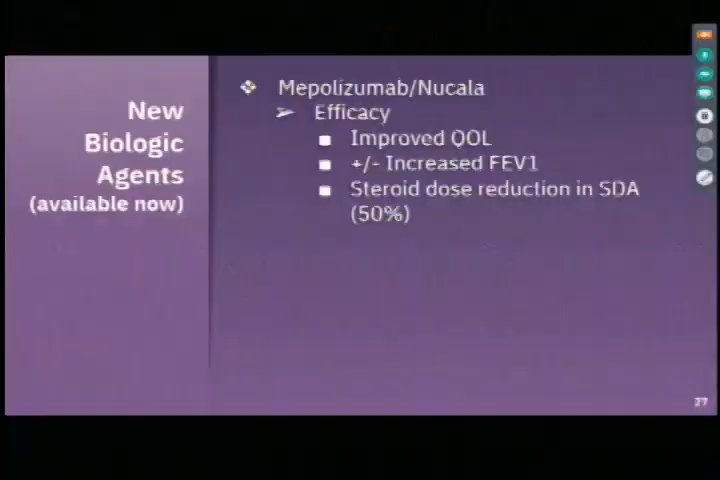 New
Biologic
Agents
(available now)
❖ Mepolizumab/Nucala
➢ Efficacy
■ Improved QOL
■ +/- Increased FEV1
■ Steroid dose reduction in SDA
(50%)
27